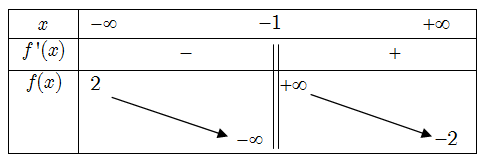 x −∞ −1 +∞
f '(x) − +
f(x) 2 +∞
−∞ −2